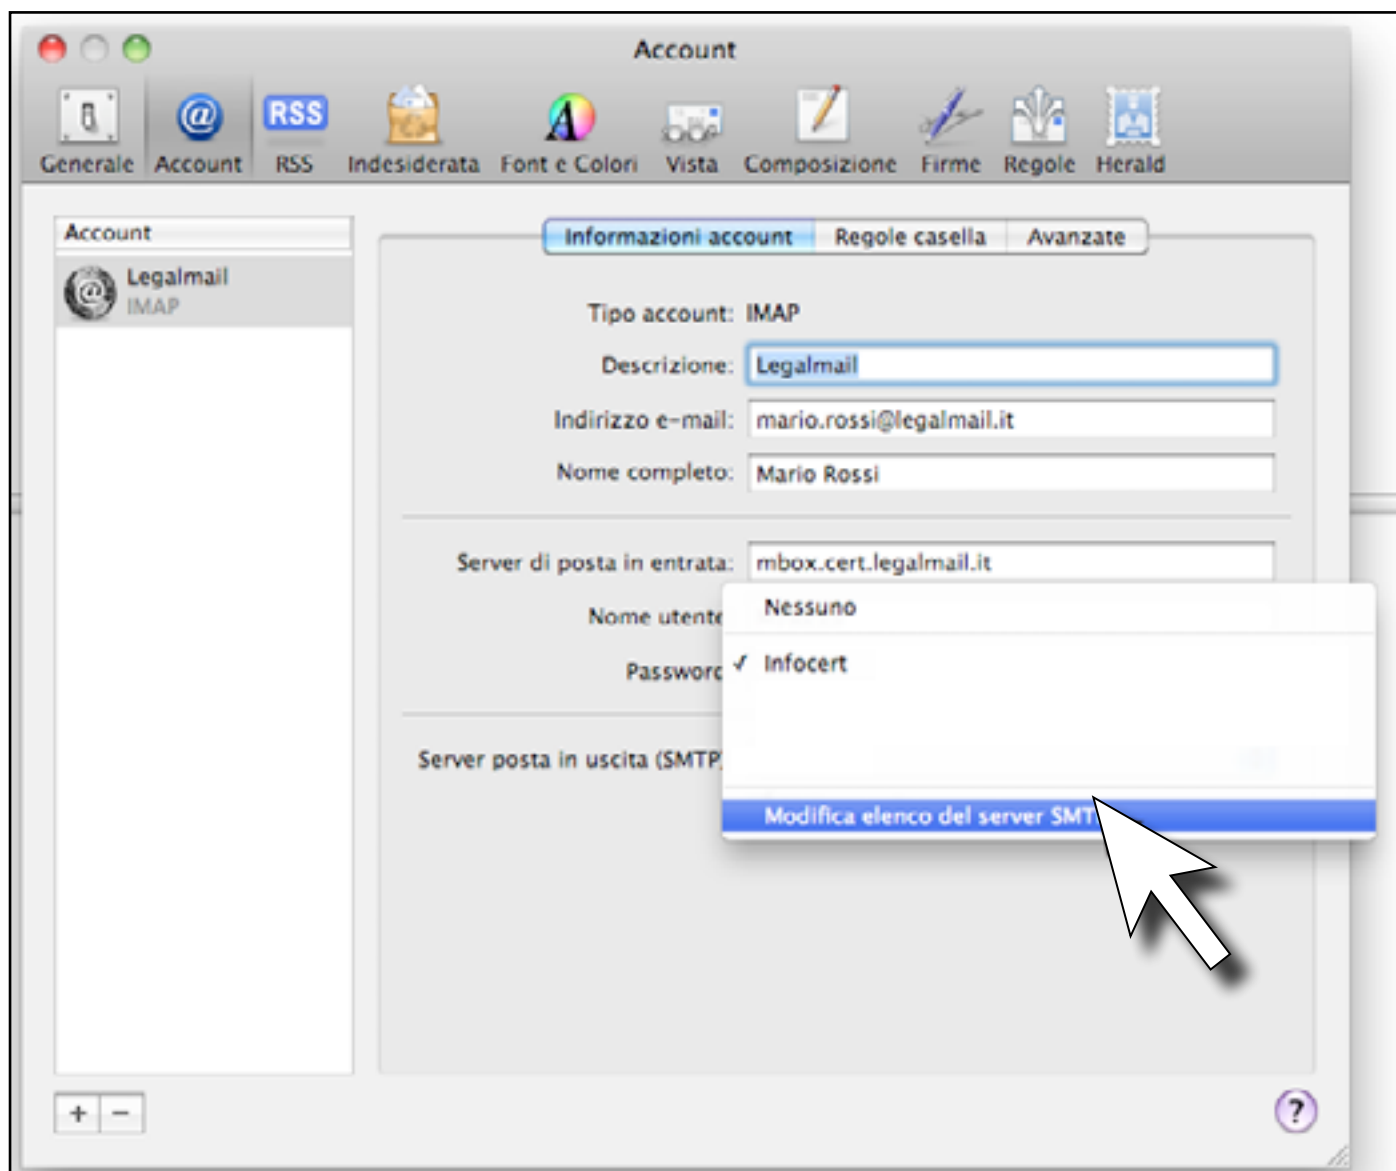 Account
RSS
Generale Account RSS Indesiderata Font e Colori Vista Composizione Firme Regole Herald
Account
Legalmail
IMAP
Informazioni account Regole casella Avanzate
Tipo account: IMAP
Descrizione: Legalmail
Indirizzo e-mail: mario.rossi@legalmail.it
Nome completo: Mario Rossi
Server di posta in entrata: mbox.cert.legalmail.it
Nome utente
Nessuno
Password
✓ Infocert
Server posta in uscita (SMTP)
Modifica elenco del server SMT
+ −
?